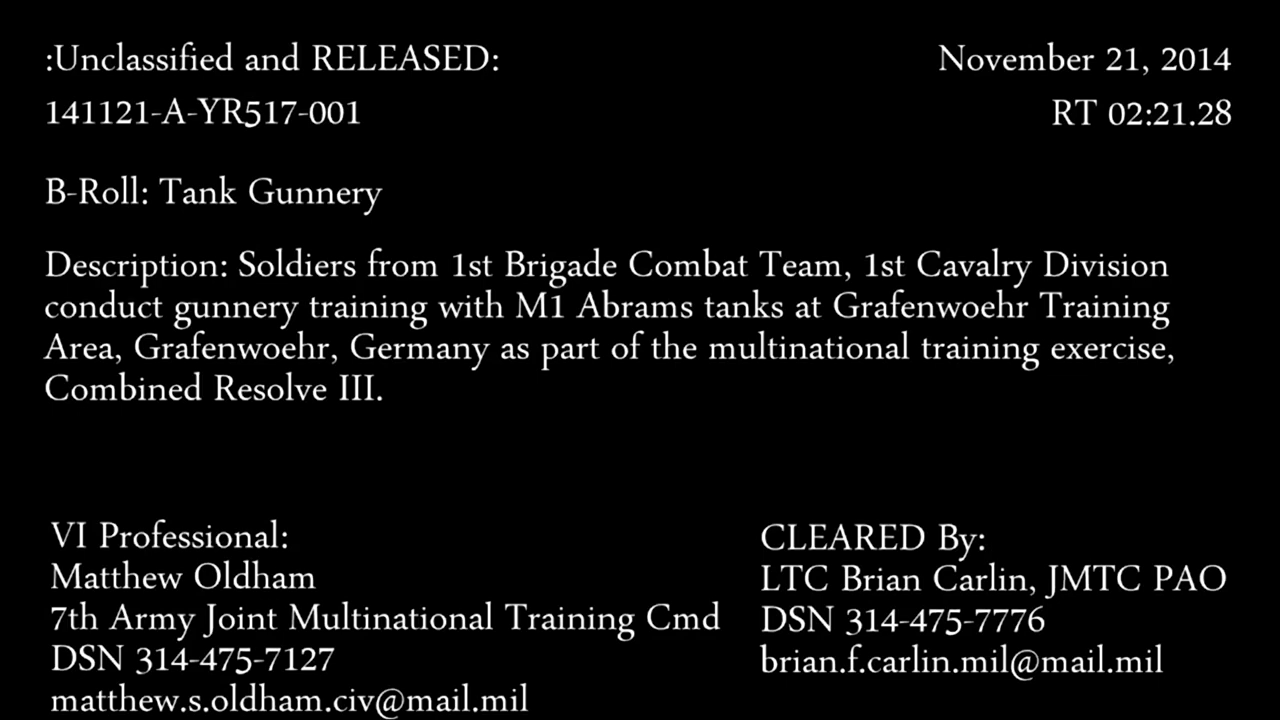 :Unclassified and RELEASED:
November 21, 2014
141121-A-YR517-001
RT 02:21.28
B-Roll: Tank Gunnery
Description: Soldiers from 1st Brigade Combat Team, 1st Cavalry Division
conduct gunnery training with M1 Abrams tanks at Grafenwoehr Training
Area, Grafenwoehr, Germany as part of the multinational training exercise,
Combined Resolve III.
VI Professional:
Matthew Oldham
7th Army Joint Multinational Training Cmd
DSN 314-475-7127
matthew.s.oldham.civ@mail.mil
CLEARED By:
LTC Brian Carlin, JMTC PAO
DSN 314-475-7776
brian.f.carlin.mil@mail.mil